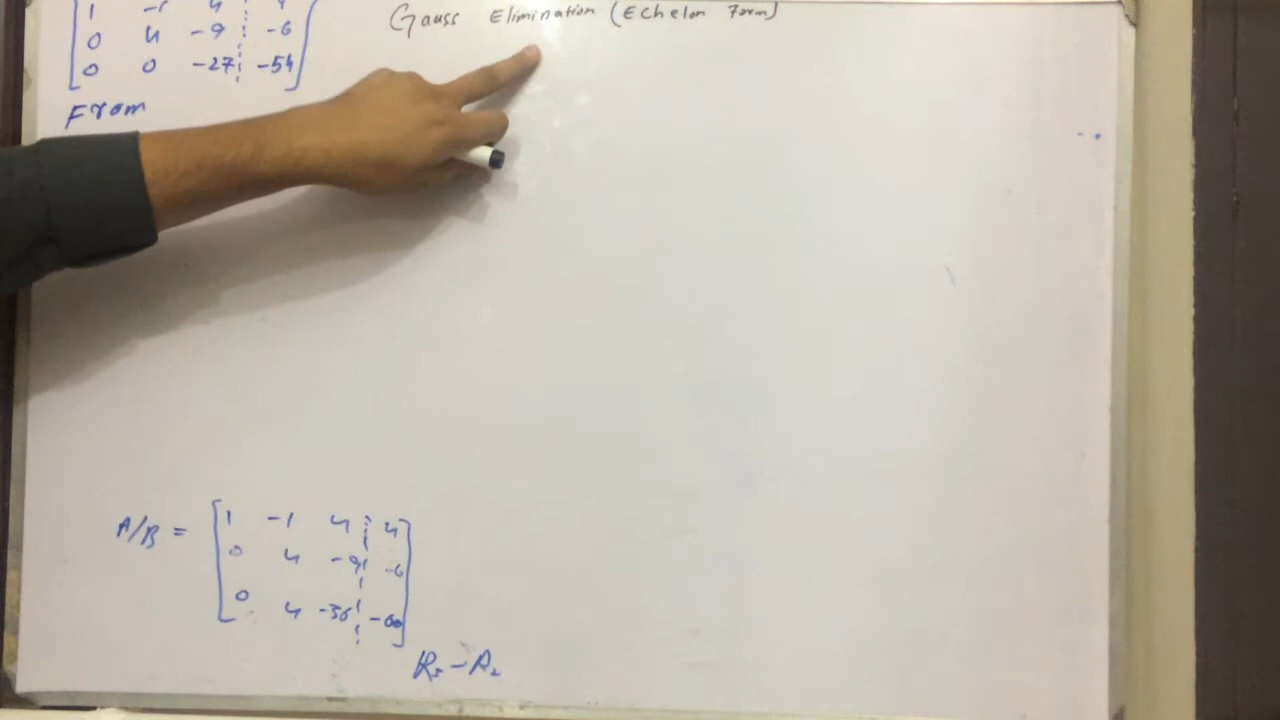 Gauss Elimination (Echelon Form)
1 -1 4 4
0 4 -9 -6
0 0 -27 -54
From
A/B = 1 -1 4 4
0 4 -9 -6
0 4 -36 -60
R3 - R2